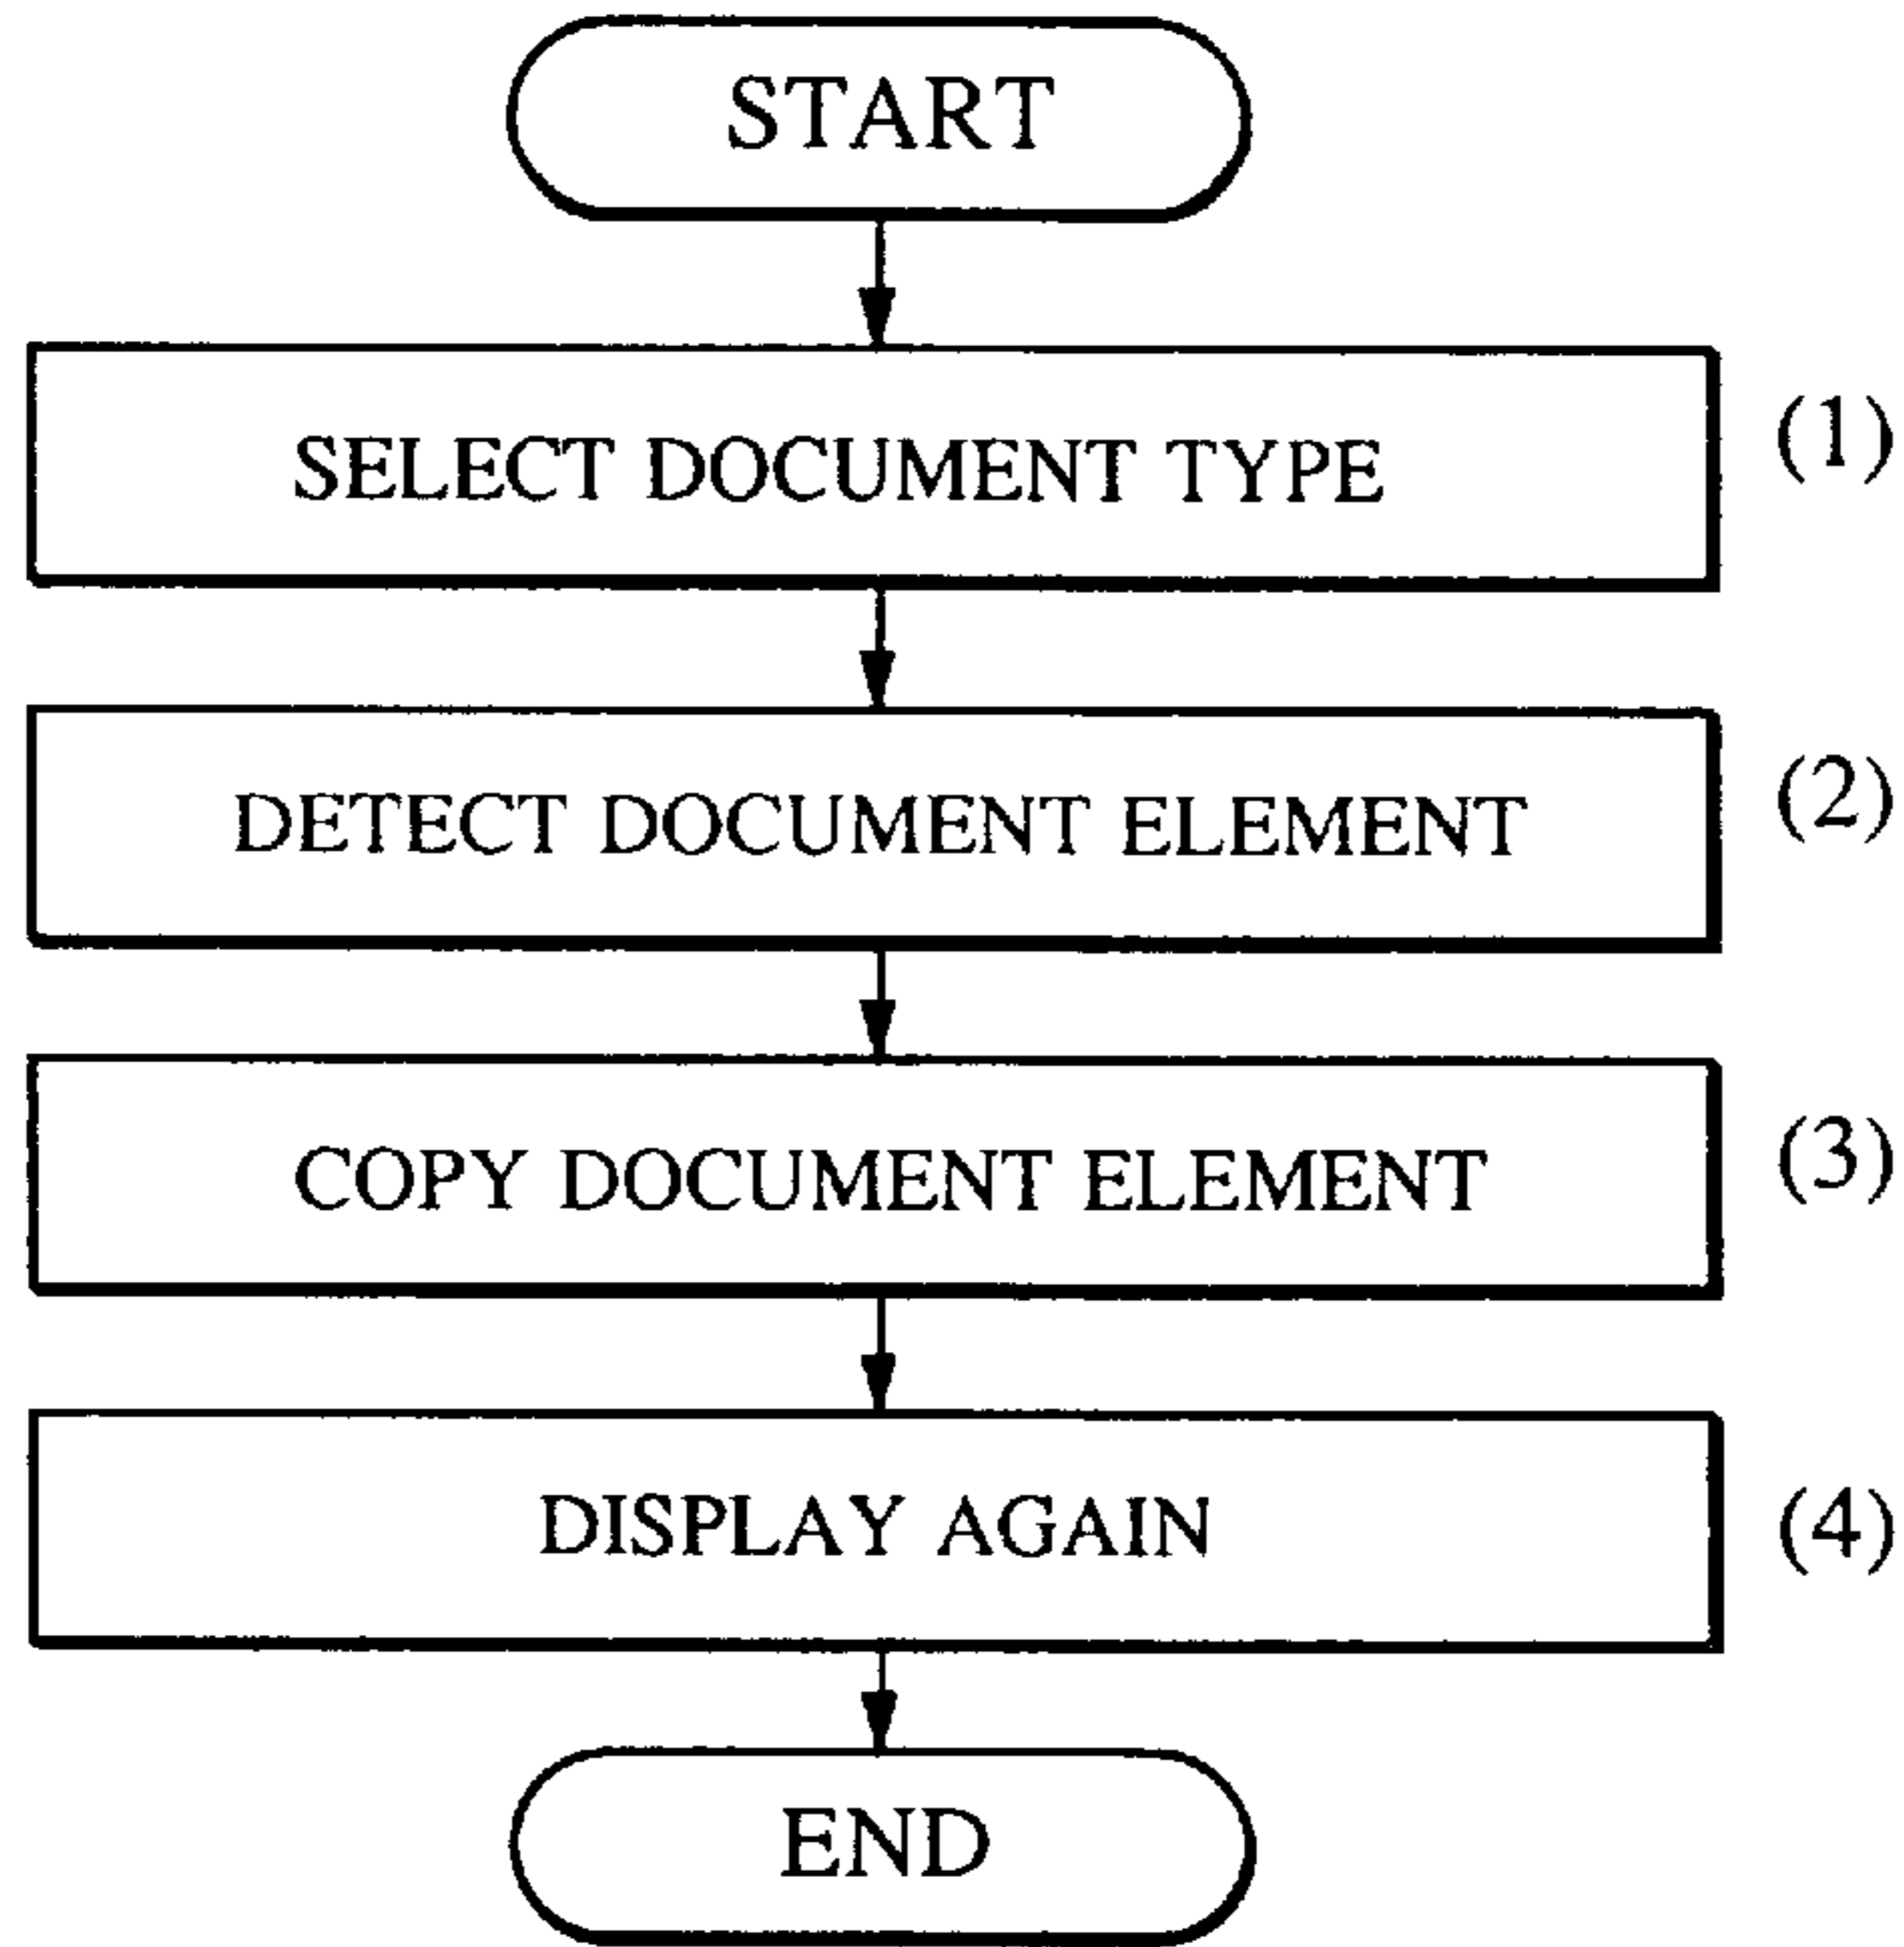 START
SELECT DOCUMENT TYPE (1)
DETECT DOCUMENT ELEMENT (2)
COPY DOCUMENT ELEMENT (3)
DISPLAY AGAIN (4)
END